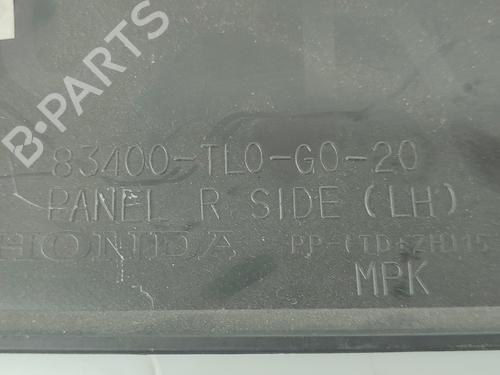 83400-TL0-G0-20
PANEL R SIDE (LH)
HONDA
MPK
B-PARTS